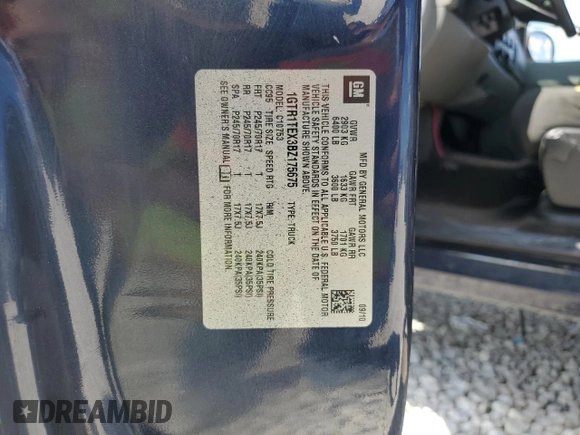 GM
MFD BY GENERAL MOTORS LLC
09/10
GVWR GAWR FRT GAWR RR
2903 KG 1633 KG 1701 KG
6400 LB 3600 LB 3750 LB
THIS VEHICLE CONFORMS TO ALL APPLICABLE U.S. FEDERAL MOTOR
VEHICLE SAFETY STANDARDS IN EFFECT ON THE DATE OF
MANUFACTURE SHOWN ABOVE.
1GTR1TEX3BZ175675 TYPE: TRUCK
MODEL: C10753
CC95 TIRE SIZE SPEED RTG RIM COLD TIRE PRESSURE
FRT P245/70R17 T 17X7.5J 240KPA(35PSI)
RR P245/70R17 T 17X7.5J 240KPA(35PSI)
SPA P245/70R17 T 17X7.5J 240KPA(35PSI)
SEE OWNER'S MANUAL FOR MORE INFORMATION.
DREAMBID